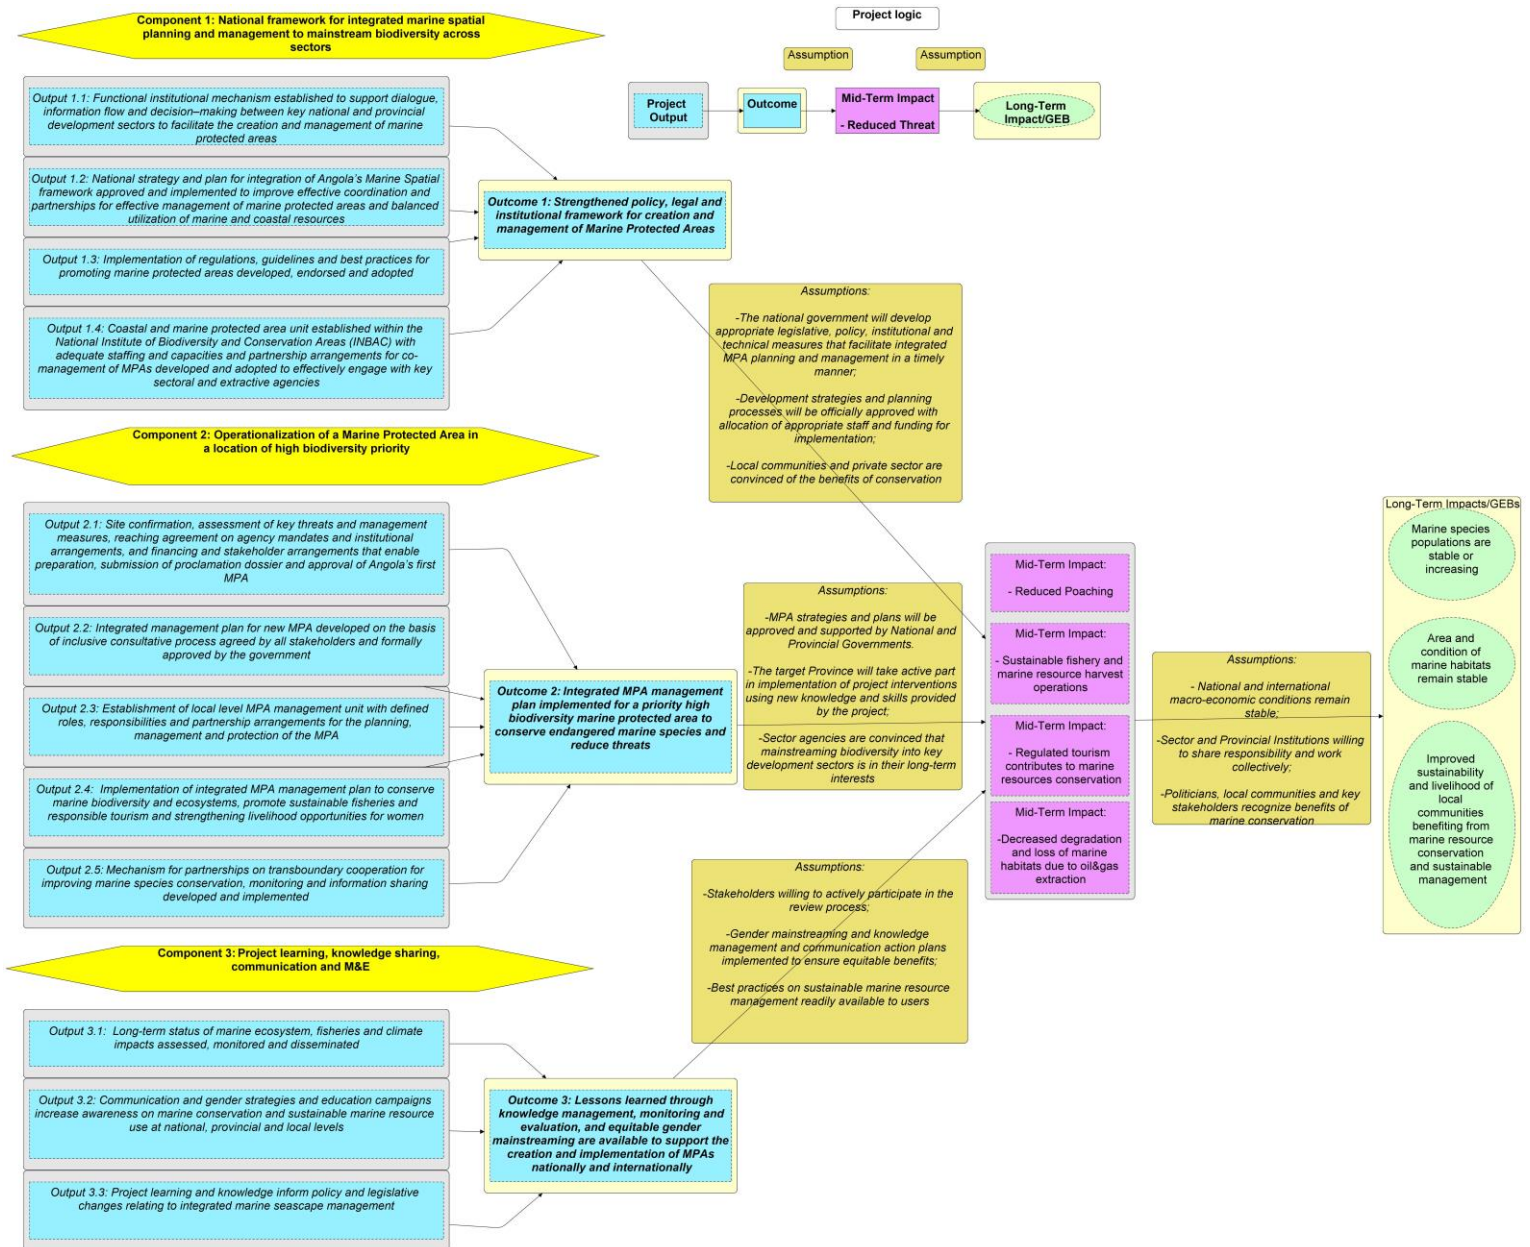 Component 1: National framework for integrated marine spatial
planning and management to mainstream biodiversity across
sectors
Project logic
Assumption
Assumption
Project
Output
Outcome
Mid-Term Impact
- Reduced Threat
Long-Term
Impact/GEB
Output 1.1: Functional institutional mechanism established to support dialogue,
information flow and decision–making between key national and provincial
development sectors to facilitate the creation and management of marine
protected areas
Output 1.2: National strategy and plan for integration of Angola's Marine Spatial
framework approved and implemented to improve effective coordination and
partnerships for effective management of marine protected areas and balanced
utilization of marine and coastal resources
Output 1.3: Implementation of regulations, guidelines and best practices for
promoting marine protected areas developed, endorsed and adopted
Output 1.4: Coastal and marine protected area unit established within the
National Institute of Biodiversity and Conservation Areas (INBAC) with
adequate staffing and capacities and partnership arrangements for co-
management of MPAs developed and adopted to effectively engage with key
sectoral and extractive agencies
Outcome 1: Strengthened policy, legal and
institutional framework for creation and
management of Marine Protected Areas
Assumptions:
-The national government will develop
appropriate legislative, policy, institutional and
technical measures that facilitate integrated
MPA planning and management in a timely
manner;
-Development strategies and planning
processes will be officially approved with
allocation of appropriate staff and funding for
implementation;
-Local communities and private sector are
convinced of the benefits of conservation
Component 2: Operationalization of a Marine Protected Area in
a location of high biodiversity priority
Output 2.1: Site confirmation, assessment of key threats and management
measures, reaching agreement on agency mandates and institutional
arrangements, and financing and stakeholder arrangements that enable
preparation, submission of proclamation dossier and approval of Angola's first
MPA
Output 2.2: Integrated management plan for new MPA developed on the basis
of inclusive consultative process agreed by all stakeholders and formally
approved by the government
Output 2.3: Establishment of local level MPA management unit with defined
roles, responsibilities and partnership arrangements for the planning,
management and protection of the MPA
Output 2.4: Implementation of integrated MPA management plan to conserve
marine biodiversity and ecosystems, promote sustainable fisheries and
responsible tourism and strengthening livelihood opportunities for women
Output 2.5: Mechanism for partnerships on transboundary cooperation for
improving marine species conservation, monitoring and information sharing
developed and implemented
Outcome 2: Integrated MPA management
plan implemented for a priority high
biodiversity marine protected area to
conserve endangered marine species and
reduce threats
Assumptions:
-MPA strategies and plans will be
approved and supported by National and
Provincial Governments.
-The target Province will take active part
in implementation of project interventions
using new knowledge and skills provided
by the project;
-Sector agencies are convinced that
mainstreaming biodiversity into key
development sectors is in their long-term
interests
Mid-Term Impact:
- Reduced Poaching
Mid-Term Impact:
- Sustainable fishery and
marine resource harvest
operations
Mid-Term Impact:
- Regulated tourism
contributes to marine
resources conservation
Mid-Term Impact:
-Decreased degradation
and loss of marine
habitats due to oil&gas
extraction
Assumptions:
- National and international
macro-economic conditions remain
stable;
-Sector and Provincial Institutions willing
to share responsibility and work
collectively;
-Politicians, local communities and key
stakeholders recognize benefits of
marine conservation
Long-Term Impacts/GEBs
Marine species
populations are
stable or
increasing
Area and
condition of
marine habitats
remain stable
Improved
sustainability
and livelihood of
local
communities
benefiting from
marine resource
conservation
and sustainable
management
Component 3: Project learning, knowledge sharing,
communication and M&E
Output 3.1: Long-term status of marine ecosystem, fisheries and climate
impacts assessed, monitored and disseminated
Output 3.2: Communication and gender strategies and education campaigns
increase awareness on marine conservation and sustainable marine resource
use at national, provincial and local levels
Output 3.3: Project learning and knowledge inform policy and legislative
changes relating to integrated marine seascape management
Outcome 3: Lessons learned through
knowledge management, monitoring and
evaluation, and equitable gender
mainstreaming are available to support the
creation and implementation of MPAs
nationally and internationally
Assumptions:
-Stakeholders willing to actively participate in the
review process;
-Gender mainstreaming and knowledge
management and communication action plans
implemented to ensure equitable benefits;
-Best practices on sustainable marine resource
management readily available to users